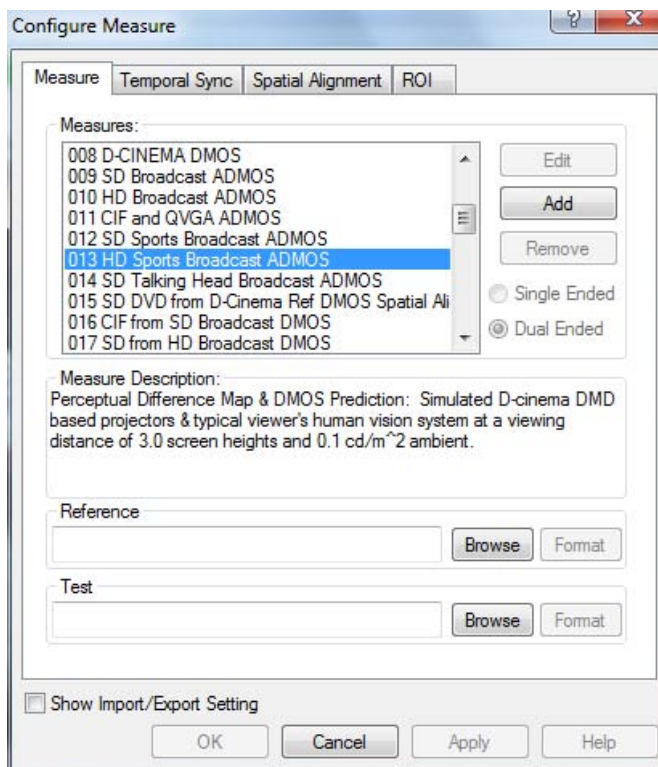 Configure Measure
?
X
Measure
Temporal Sync
Spatial Alignment
ROI
Measures:
008 D-CINEMA DMOS
009 SD Broadcast ADMOS
010 HD Broadcast ADMOS
011 CIF and QVGA ADMOS
012 SD Sports Broadcast ADMOS
013 HD Sports Broadcast ADMOS
014 SD Talking Head Broadcast ADMOS
015 SD DVD from D-Cinema Ref DMOS Spatial Ali
016 CIF from SD Broadcast DMOS
017 SD from HD Broadcast DMOS
Edit
Add
Remove
Single Ended
Dual Ended
Measure Description:
Perceptual Difference Map & DMOS Prediction: Simulated D-cinema DMD
based projectors & typical viewer's human vision system at a viewing
distance of 3.0 screen heights and 0.1 cd/m^2 ambient.
Reference
Browse
Format
Test
Browse
Format
Show Import/Export Setting
OK
Cancel
Apply
Help